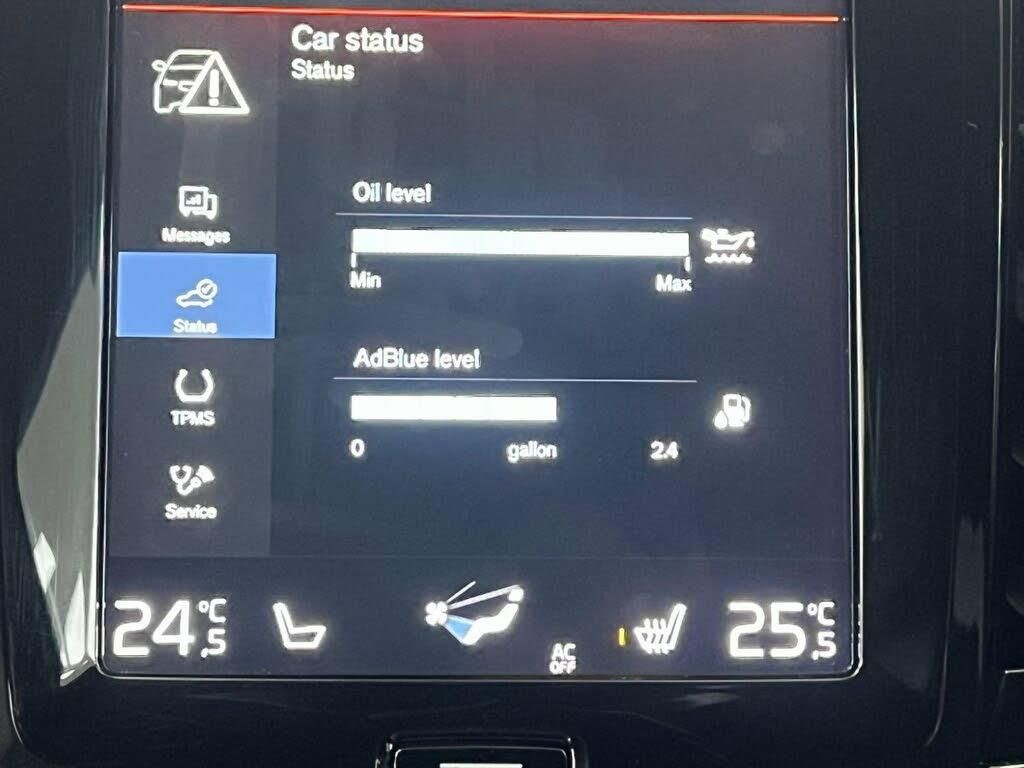 Car status
Status
Messages
Status
TPMS
Service
Oil level
Min Max
AdBlue level
0 gallon 2.4
24,5 °C
AC
OFF
25,5 °C